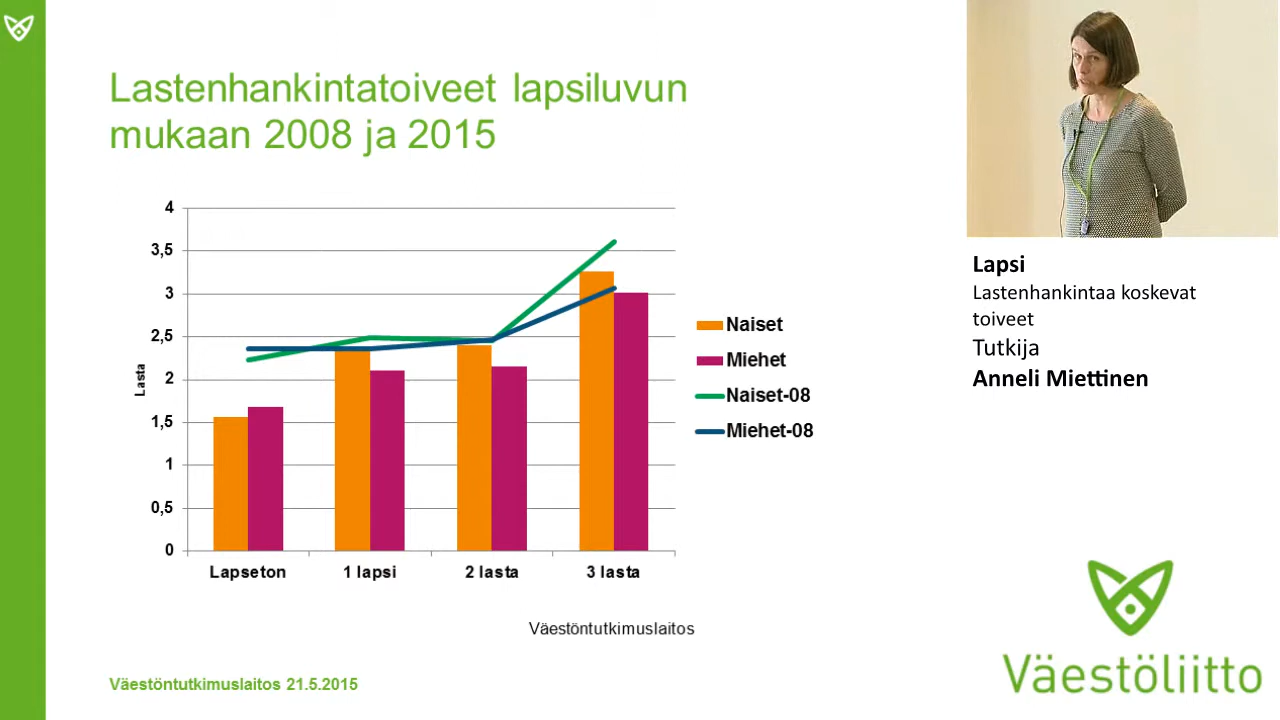 Lastenhankintatoiveet lapsiluvun
mukaan 2008 ja 2015
4
3,5
3
2,5
2
1,5
1
0,5
0
Lasta
Lapseton
1 lapsi
2 lasta
3 lasta
Naiset
Miehet
Naiset-08
Miehet-08
Väestöntutkimuslaitos
Väestöntutkimuslaitos 21.5.2015
Lapsi
Lastenhankintaa koskevat
toiveet
Tutkija
Anneli Miettinen
Väestöliitto